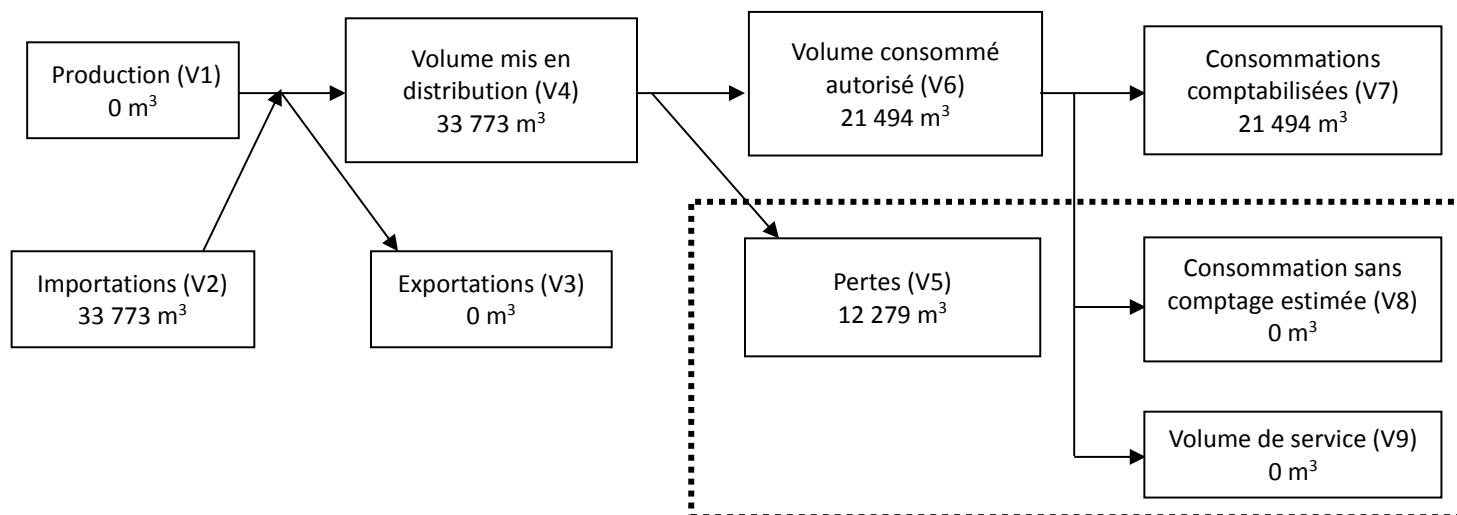 Production (V1)
0 m³
Volume mis en
distribution (V4)
33 773 m³
Volume consommé
autorisé (V6)
21 494 m³
Consommations
comptabilisées (V7)
21 494 m³
Importations (V2)
33 773 m³
Exportations (V3)
0 m³
Pertes (V5)
12 279 m³
Consommation sans
comptage estimée (V8)
0 m³
Volume de service (V9)
0 m³